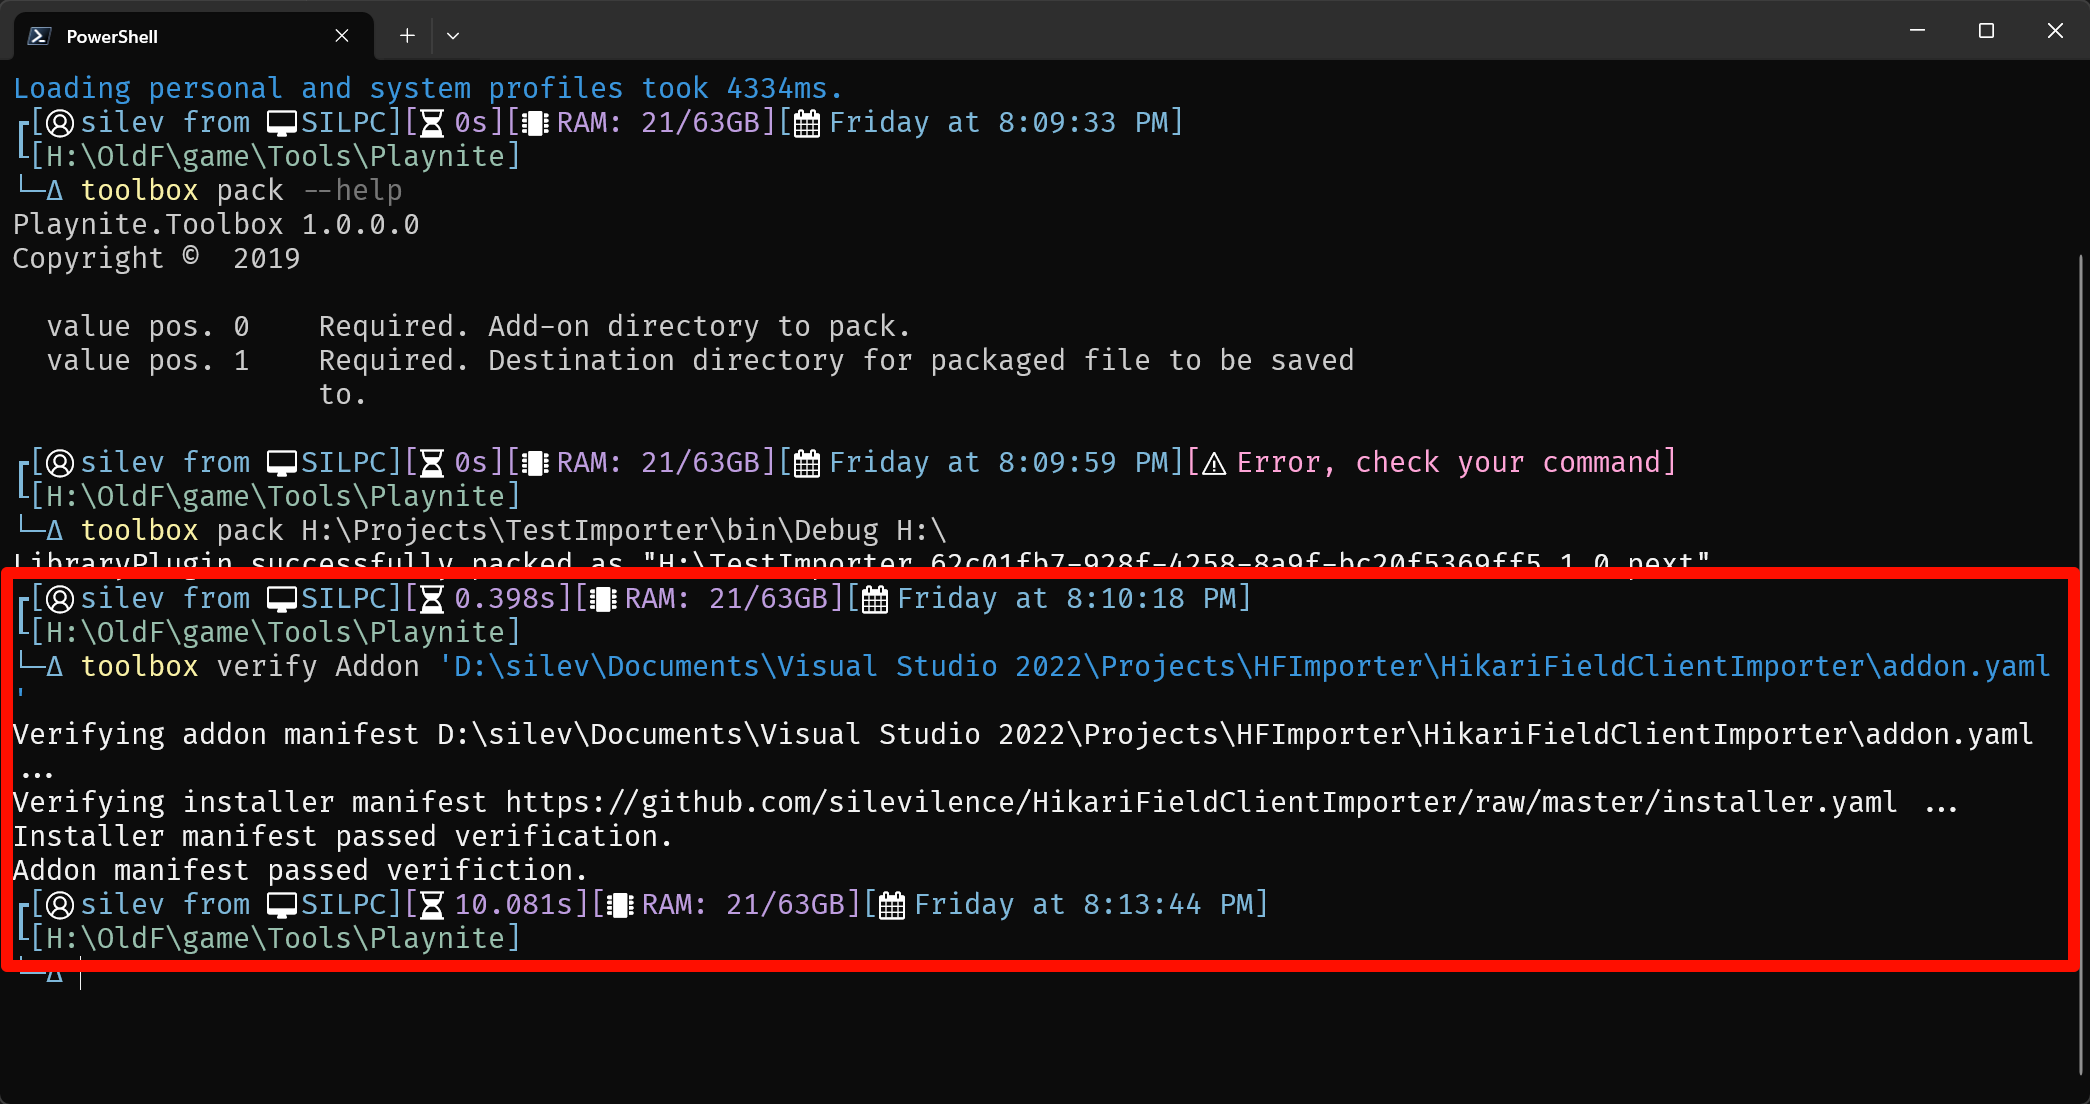 PowerShell
Loading personal and system profiles took 4334ms.
[silev from SILPC][0s][RAM: 21/63GB][Friday at 8:09:33 PM]
[H:\OldF\game\Tools\Playnite]
Δ toolbox pack --help
Playnite.Toolbox 1.0.0.0
Copyright © 2019
value pos. 0    Required. Add-on directory to pack.
value pos. 1    Required. Destination directory for packaged file to be saved
to.
[silev from SILPC][0s][RAM: 21/63GB][Friday at 8:09:59 PM][⚠ Error, check your command]
[H:\OldF\game\Tools\Playnite]
Δ toolbox pack H:\Projects\TestImporter\bin\Debug H:\
LibraryPlugin successfully packed as "H:\TestImporter_62c01fb7-928f-4258-8a9f-bc20f5369ff5_1_0.pext"
[silev from SILPC][0.398s][RAM: 21/63GB][Friday at 8:10:18 PM]
[H:\OldF\game\Tools\Playnite]
Δ toolbox verify Addon 'D:\silev\Documents\Visual Studio 2022\Projects\HFImporter\HikariFieldClientImporter\addon.yaml
'
Verifying addon manifest D:\silev\Documents\Visual Studio 2022\Projects\HFImporter\HikariFieldClientImporter\addon.yaml
...
Verifying installer manifest https://github.com/silevilence/HikariFieldClientImporter/raw/master/installer.yaml ...
Installer manifest passed verification.
Addon manifest passed verifiction.
[silev from SILPC][10.081s][RAM: 21/63GB][Friday at 8:13:44 PM]
[H:\OldF\game\Tools\Playnite]
Δ